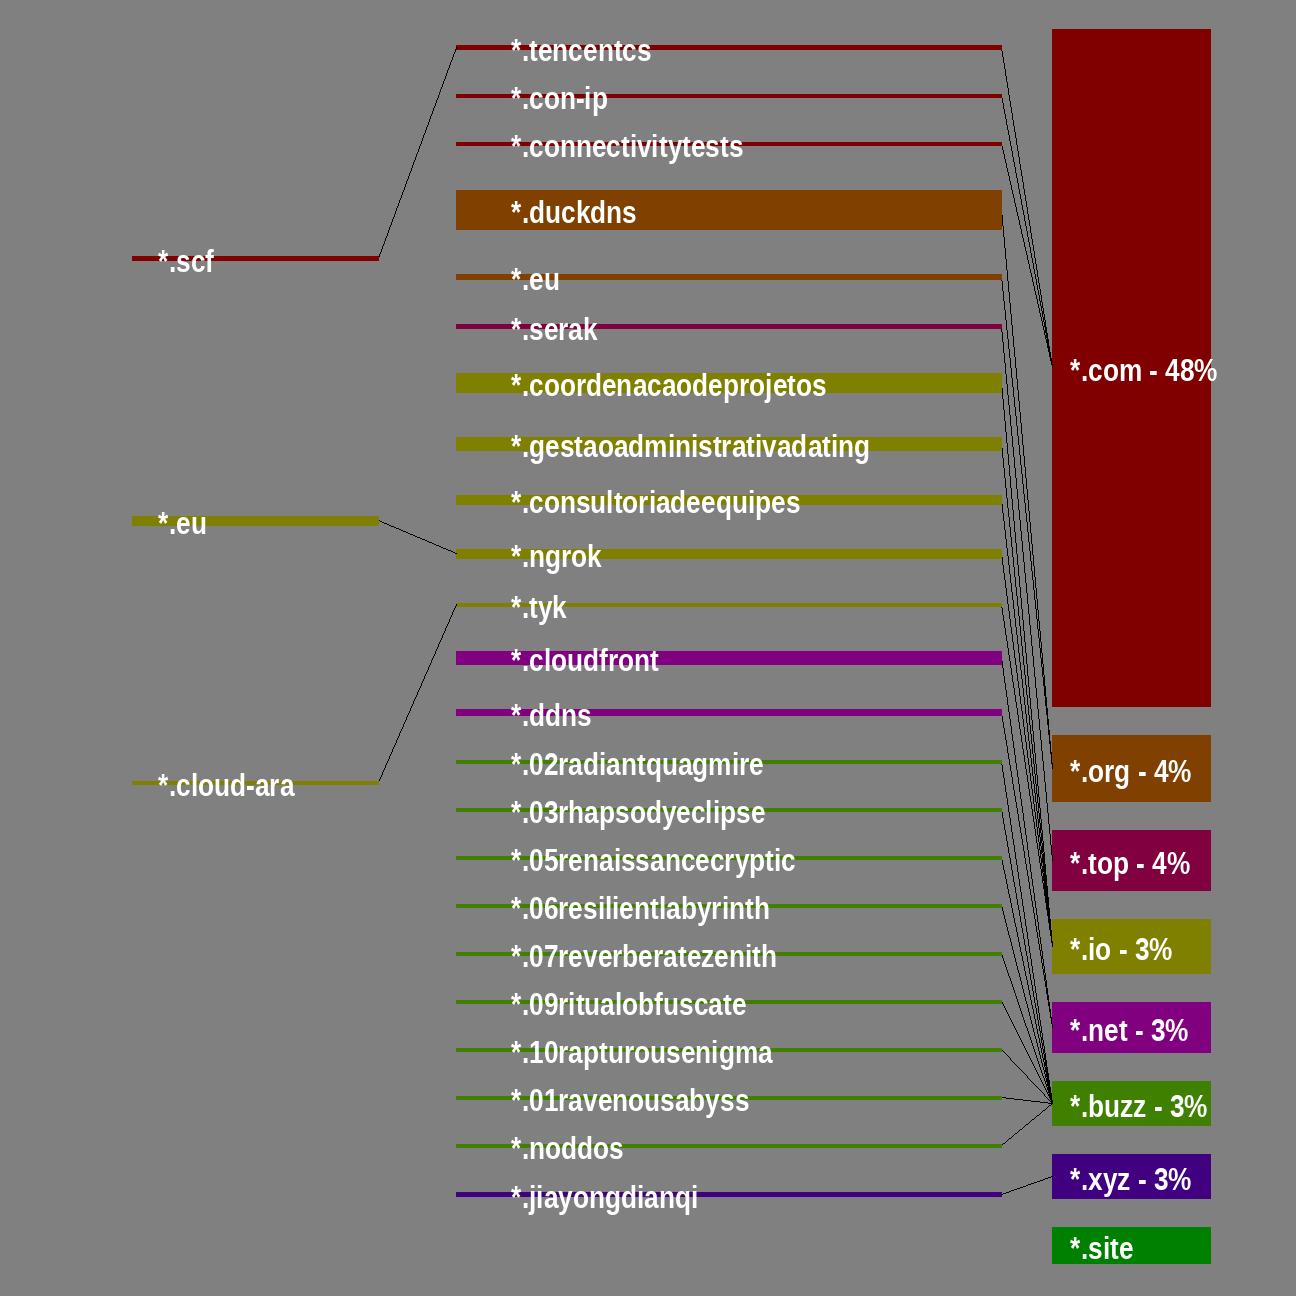 *.scf
*.eu
*.cloud-ara
*.tencentcs
*.con-ip
*.connectivitytests
*.duckdns
*.eu
*.serak
*.coordenacaodeprojetos
*.gestaoadministrativadating
*.consultoriadeequipes
*.ngrok
*.tyk
*.cloudfront
*.ddns
*.02radiantquagmire
*.03rhapsodyeclipse
*.05renaissancecryptic
*.06resilientlabyrinth
*.07reverberatezenith
*.09ritualobfuscate
*.10rapturousenigma
*.01ravenousabyss
*.noddos
*.jiayongdianqi
*.com - 48%
*.org - 4%
*.top - 4%
*.io - 3%
*.net - 3%
*.buzz - 3%
*.xyz - 3%
*.site